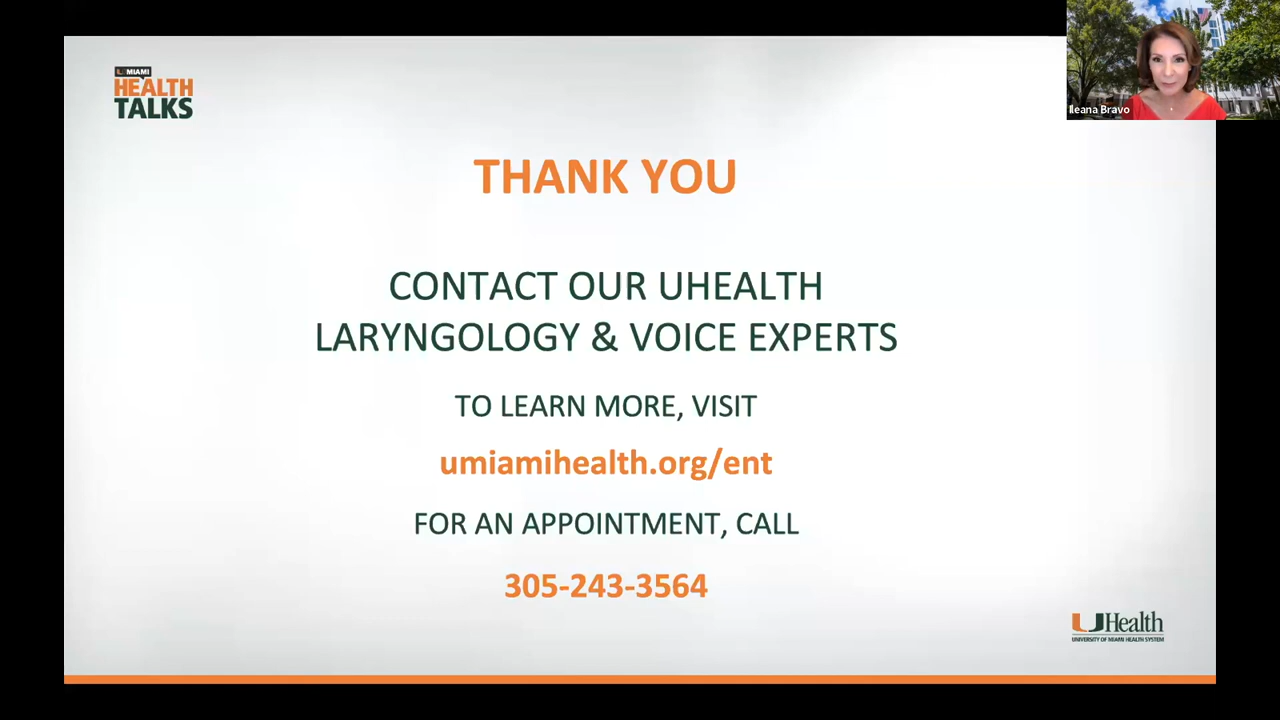 U MIAMI
HEALTH
TALKS
Ileana Bravo
THANK YOU
CONTACT OUR UHEALTH
LARYNGOLOGY & VOICE EXPERTS
TO LEARN MORE, VISIT
umiamihealth.org/ent
FOR AN APPOINTMENT, CALL
305-243-3564
UHealth
UNIVERSITY OF MIAMI HEALTH SYSTEM